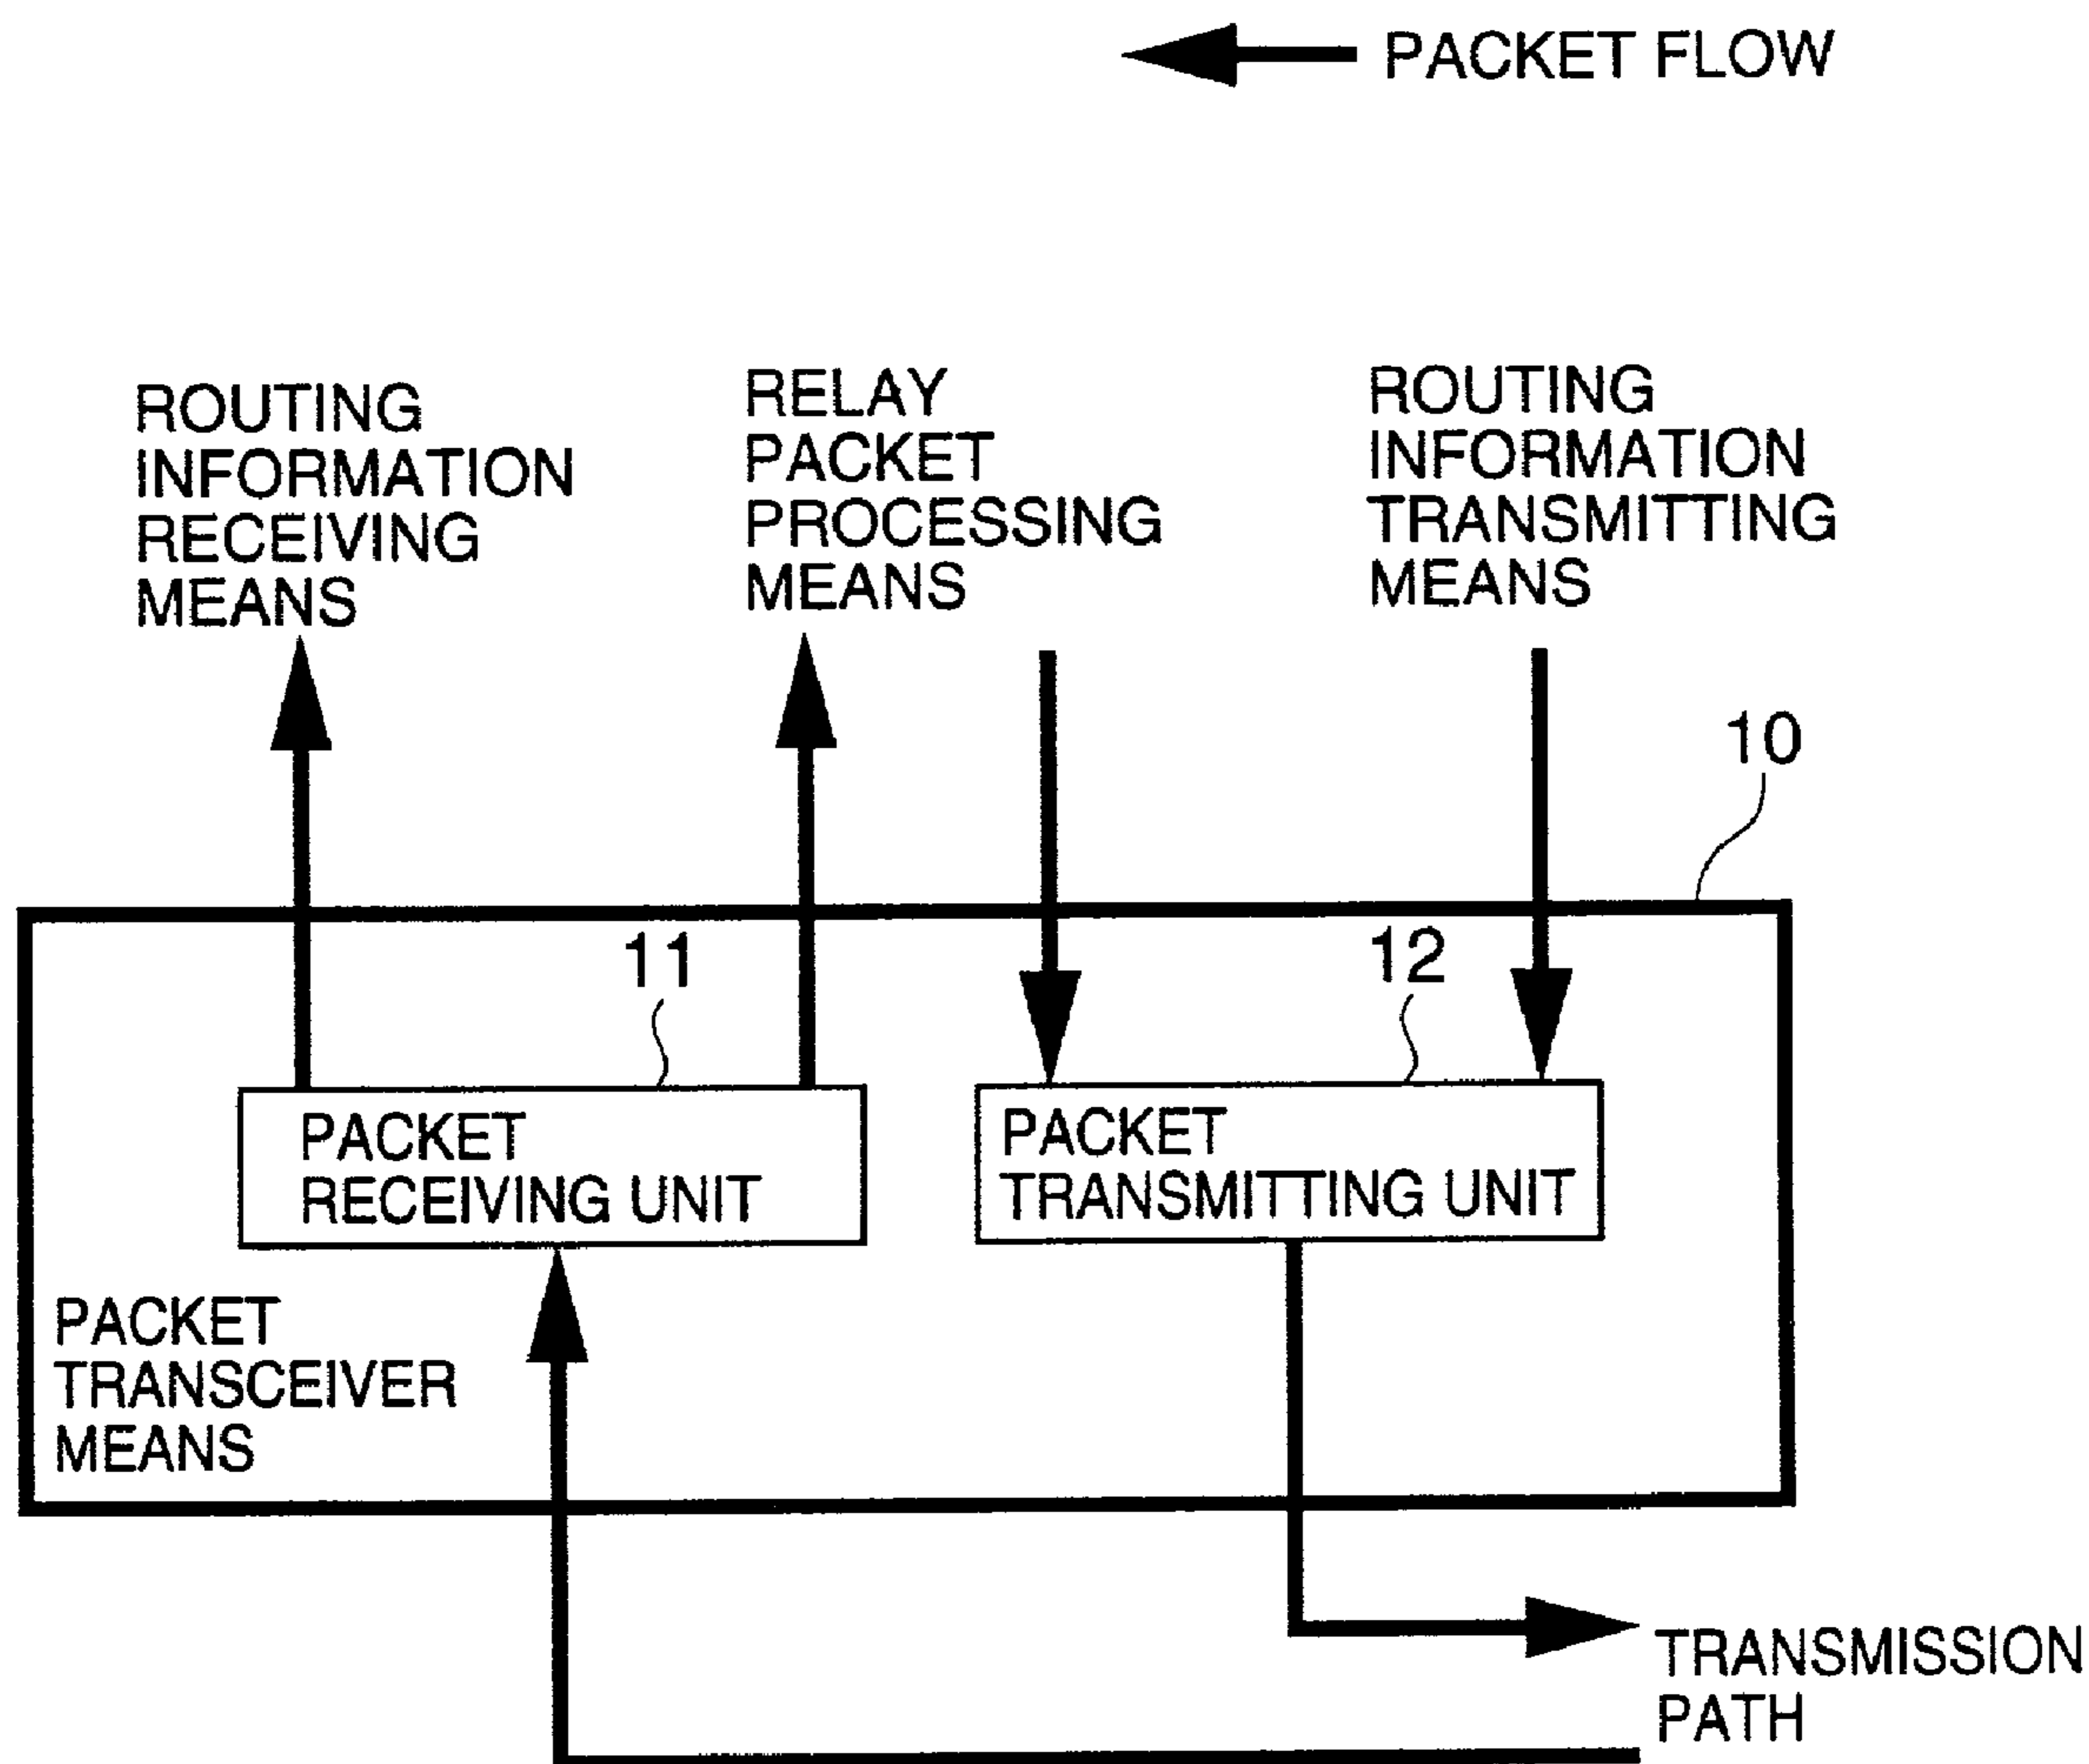 PACKET FLOW
ROUTING
INFORMATION
RECEIVING
MEANS
RELAY
PACKET
PROCESSING
MEANS
ROUTING
INFORMATION
TRANSMITTING
MEANS
10
11
12
PACKET
RECEIVING UNIT
PACKET
TRANSMITTING UNIT
PACKET
TRANSCEIVER
MEANS
TRANSMISSION
PATH